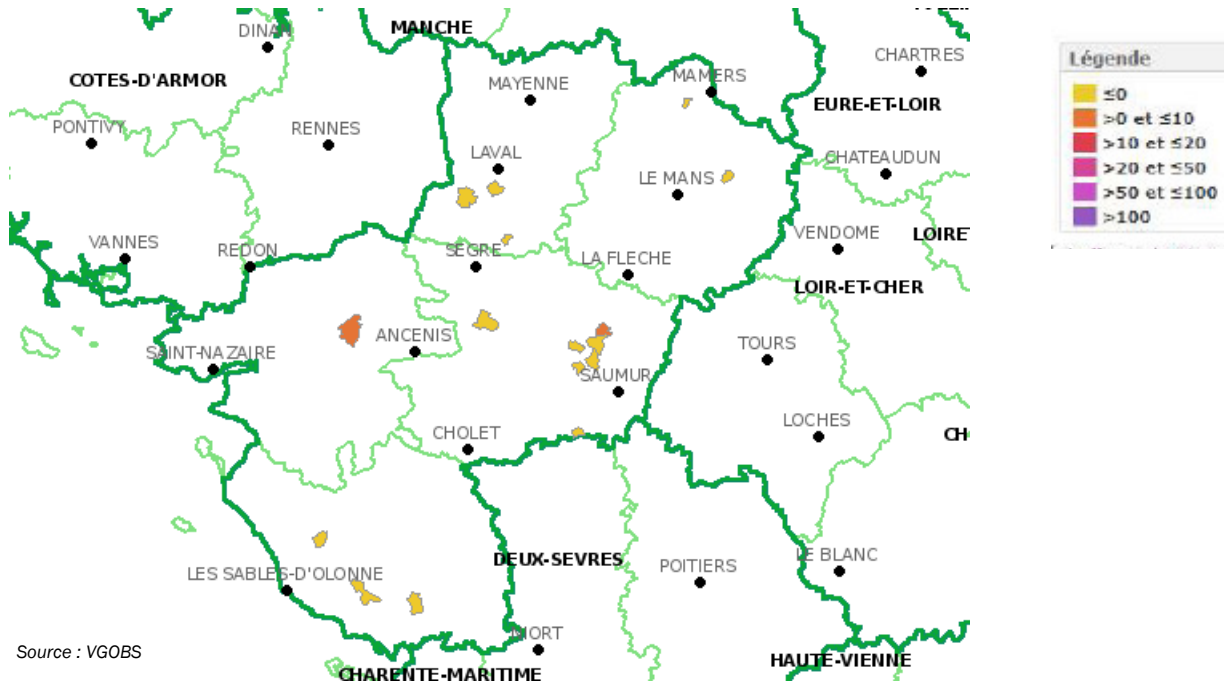 DINAN
MANCHE
CHARTRES
COTES-D'ARMOR
MAYENNE
MAMERS
EURE-ET-LOIR
PONTIVY
RENNES
LAVAL
CHATEAUDUN
LE MANS
VANNES
REDON
SEGRE
LA FLECHE
VENDOME
LOIRET
LOIR-ET-CHER
ANCENIS
SAINT-NAZAIRE
TOURS
SAUMUR
CHOLET
LOCHES
CH
LES SABLES-D'OLONNE
DEUX-SEVRES
POITIERS
LE BLANC
NIORT
Source : VGOBS
CHARENTE-MARITIME
HAUTE-VIENNE
Légende
≤0
>0 et ≤10
>10 et ≤20
>20 et ≤50
>50 et ≤100
>100